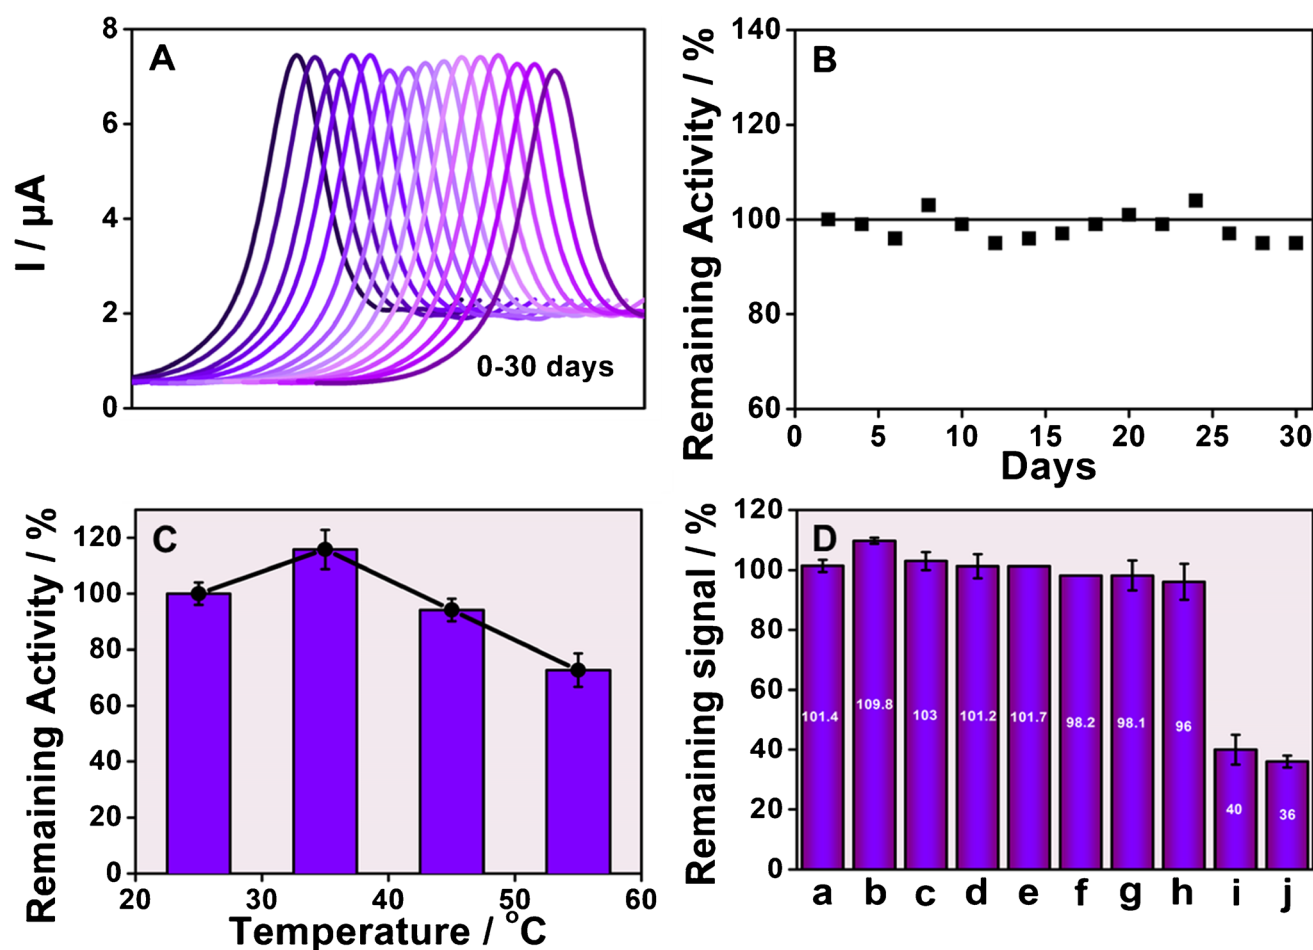 A
I / µA
8
6
4
2
0
0-30 days
B
Remaining Activity / %
140
120
100
80
60
0 5 10 15 20 25 30
Days
C
Remaining Activity / %
120
100
80
60
40
20
0
20 30 40 50 60
Temperature / °C
D
Remaining signal / %
120
100
80
60
40
20
0
101.4 109.8 103 101.2 101.7 98.2 98.1 96 40 36
a b c d e f g h i j